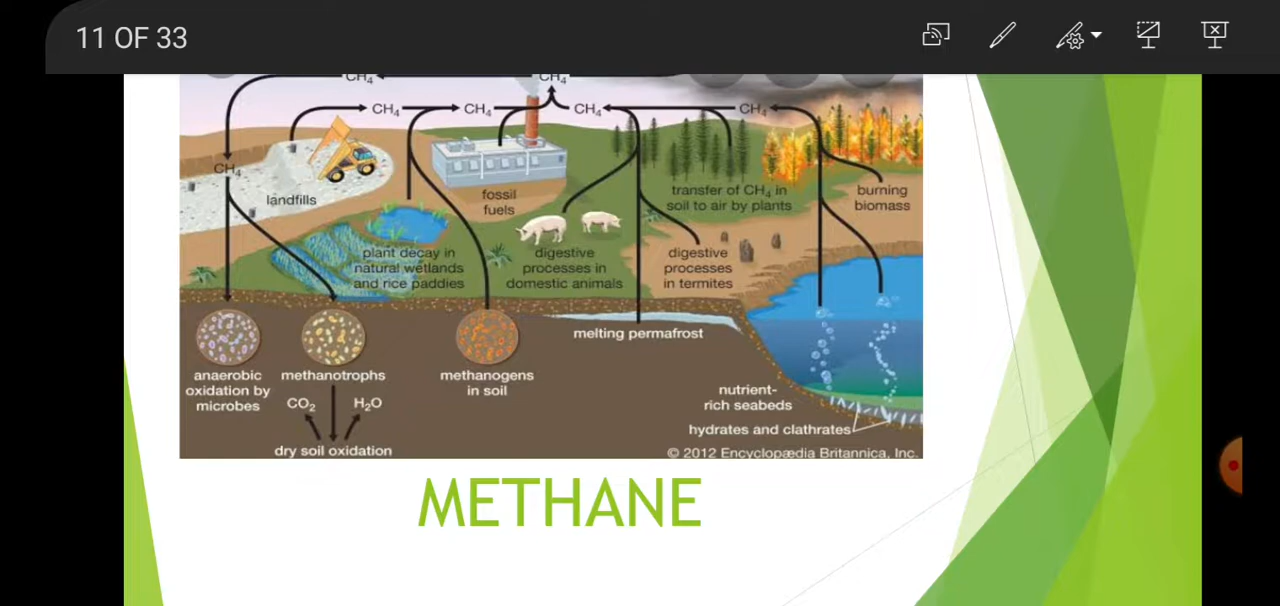 11 OF 33
CH4
CH4
CH4
CH4
CH4
CH4
CH4
landfills
fossil
fuels
transfer of CH4 in
soil to air by plants
burning
biomass
plant decay in
natural wetlands
and rice paddies
digestive
processes in
domestic animals
digestive
processes
in termites
melting permafrost
anaerobic
oxidation by
microbes
methanotrophs
methanogens
in soil
CO2
H2O
nutrient-
rich seabeds
hydrates and clathrates
dry soil oxidation
© 2012 Encyclopædia Britannica, Inc.
METHANE